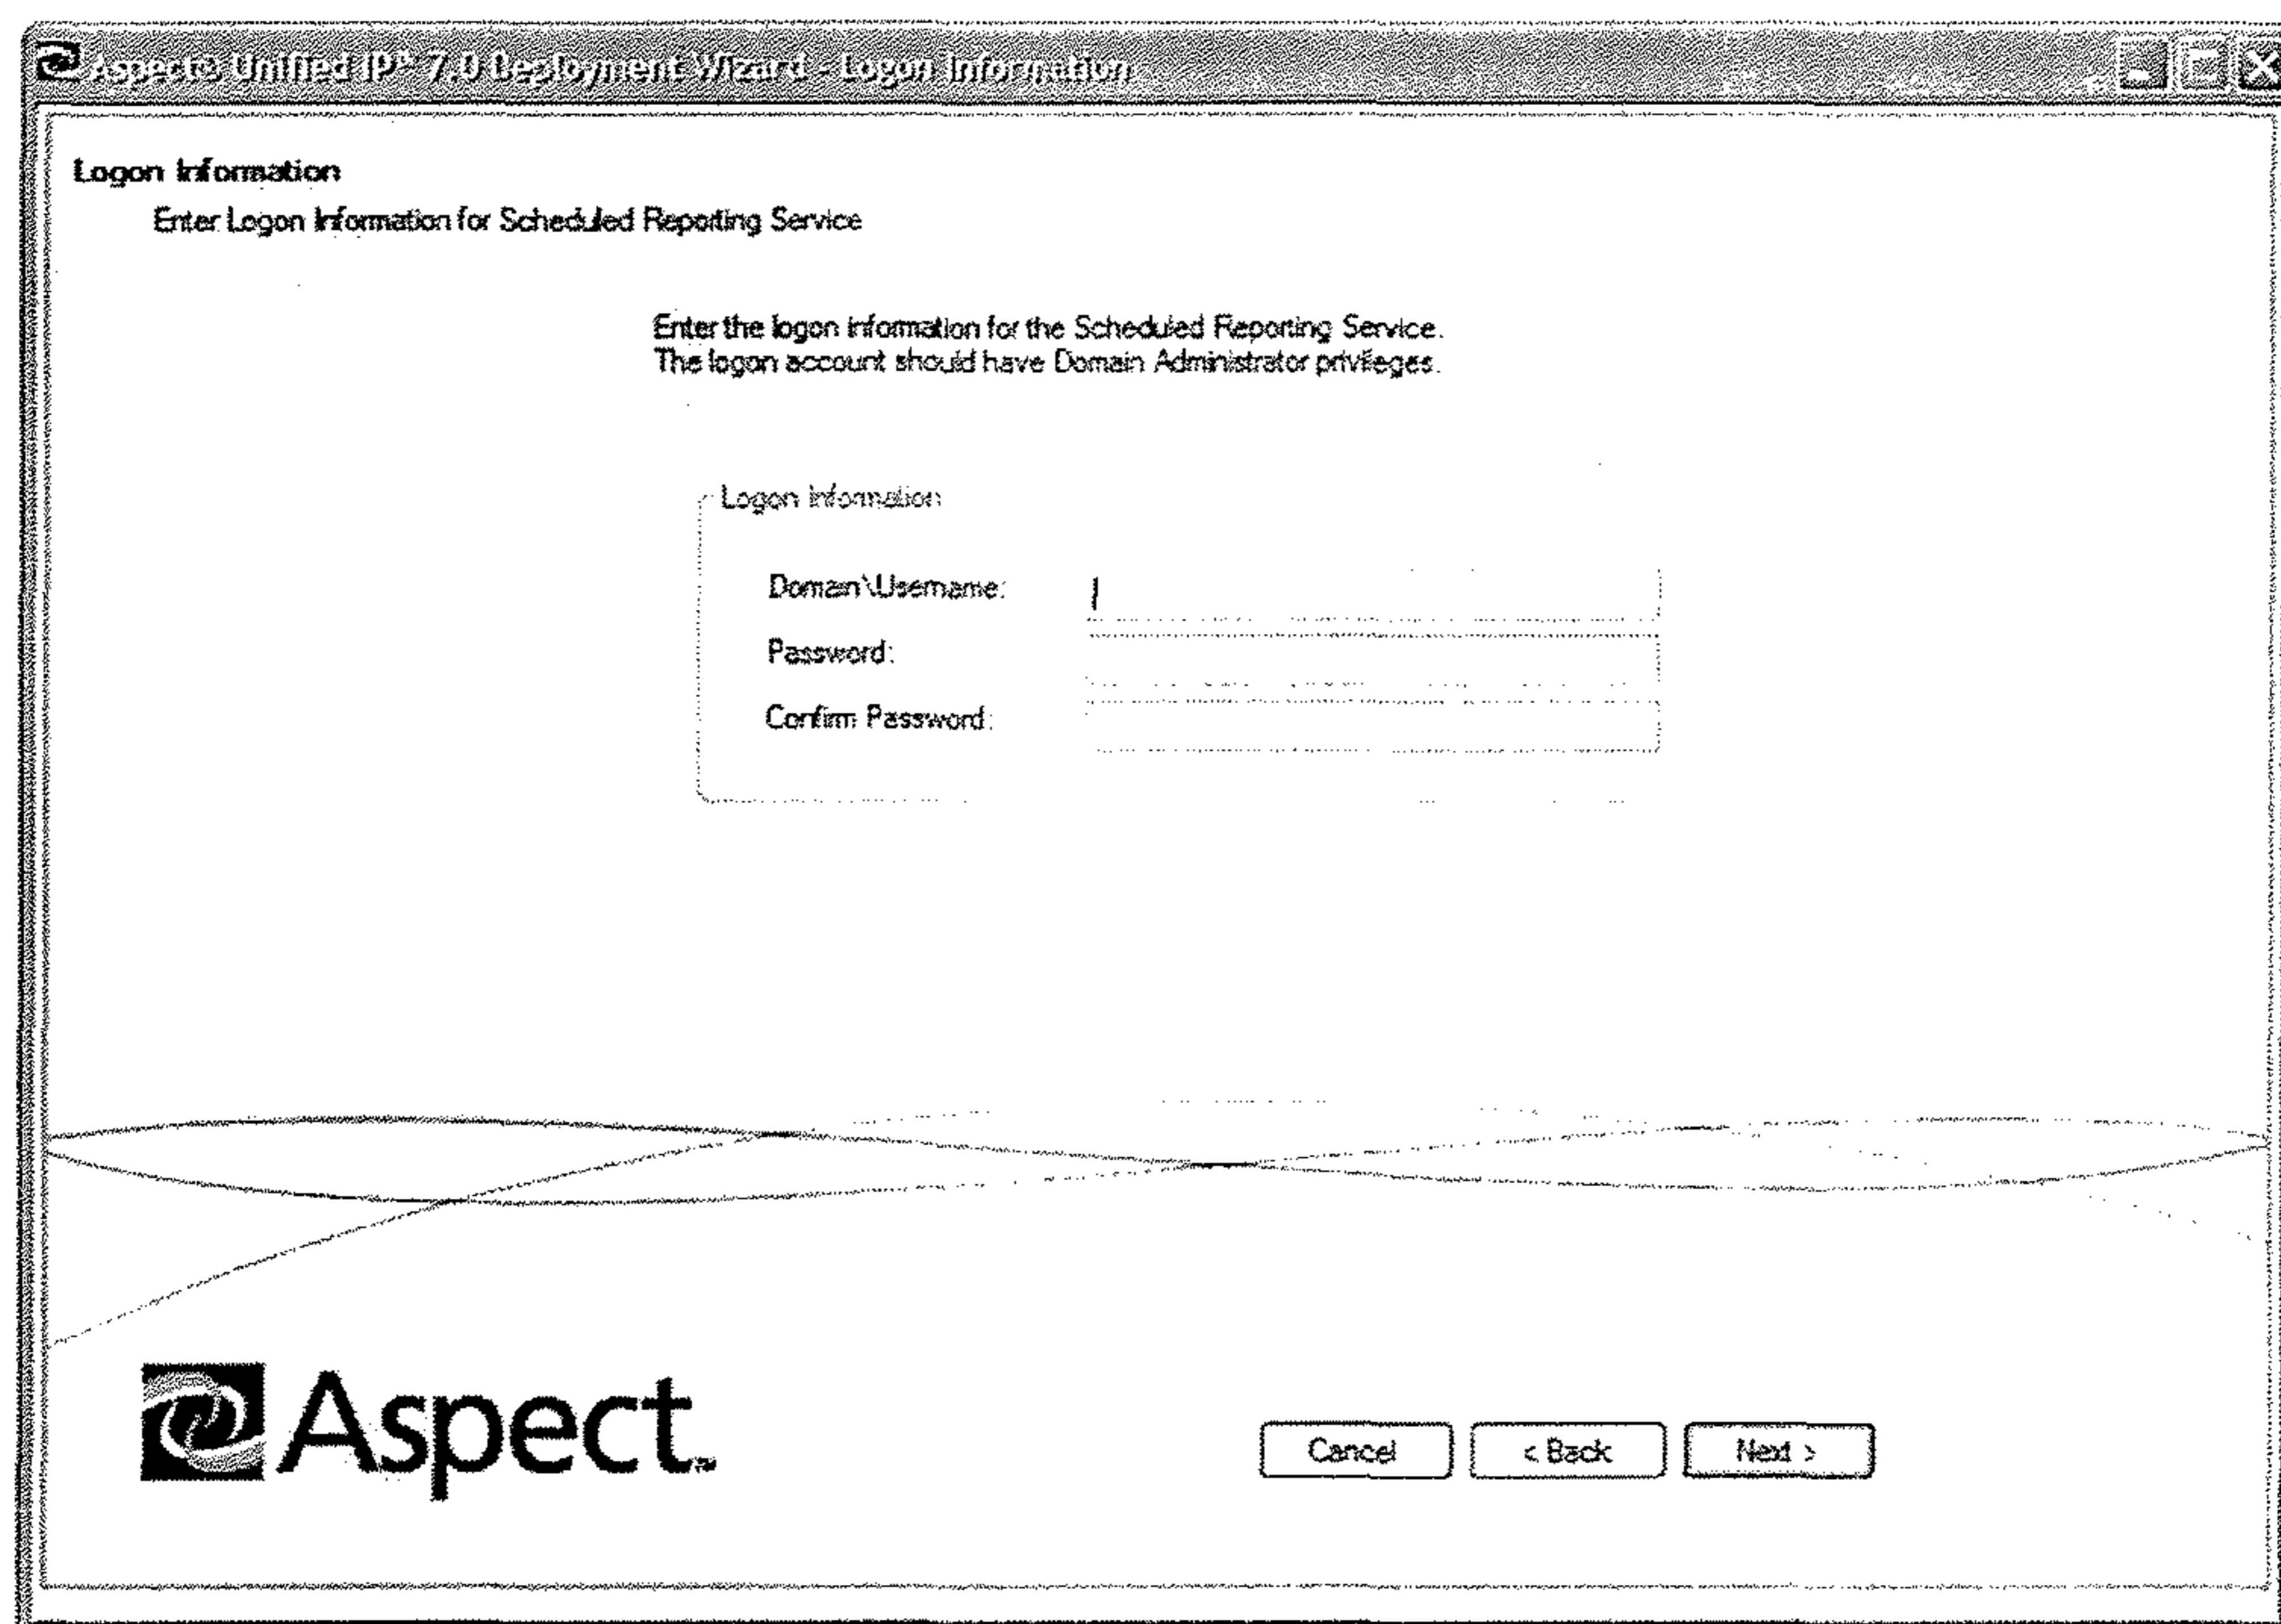 Aspect® Unified IP® 7.0 Deployment Wizard - Logon Information
Logon Information
Enter Logon Information for Scheduled Reporting Service
Enter the logon information for the Scheduled Reporting Service.
The logon account should have Domain Administrator privileges.
Logon Information
Domain\Username:
Password:
Confirm Password:
Aspect™
Cancel
< Back
Next >